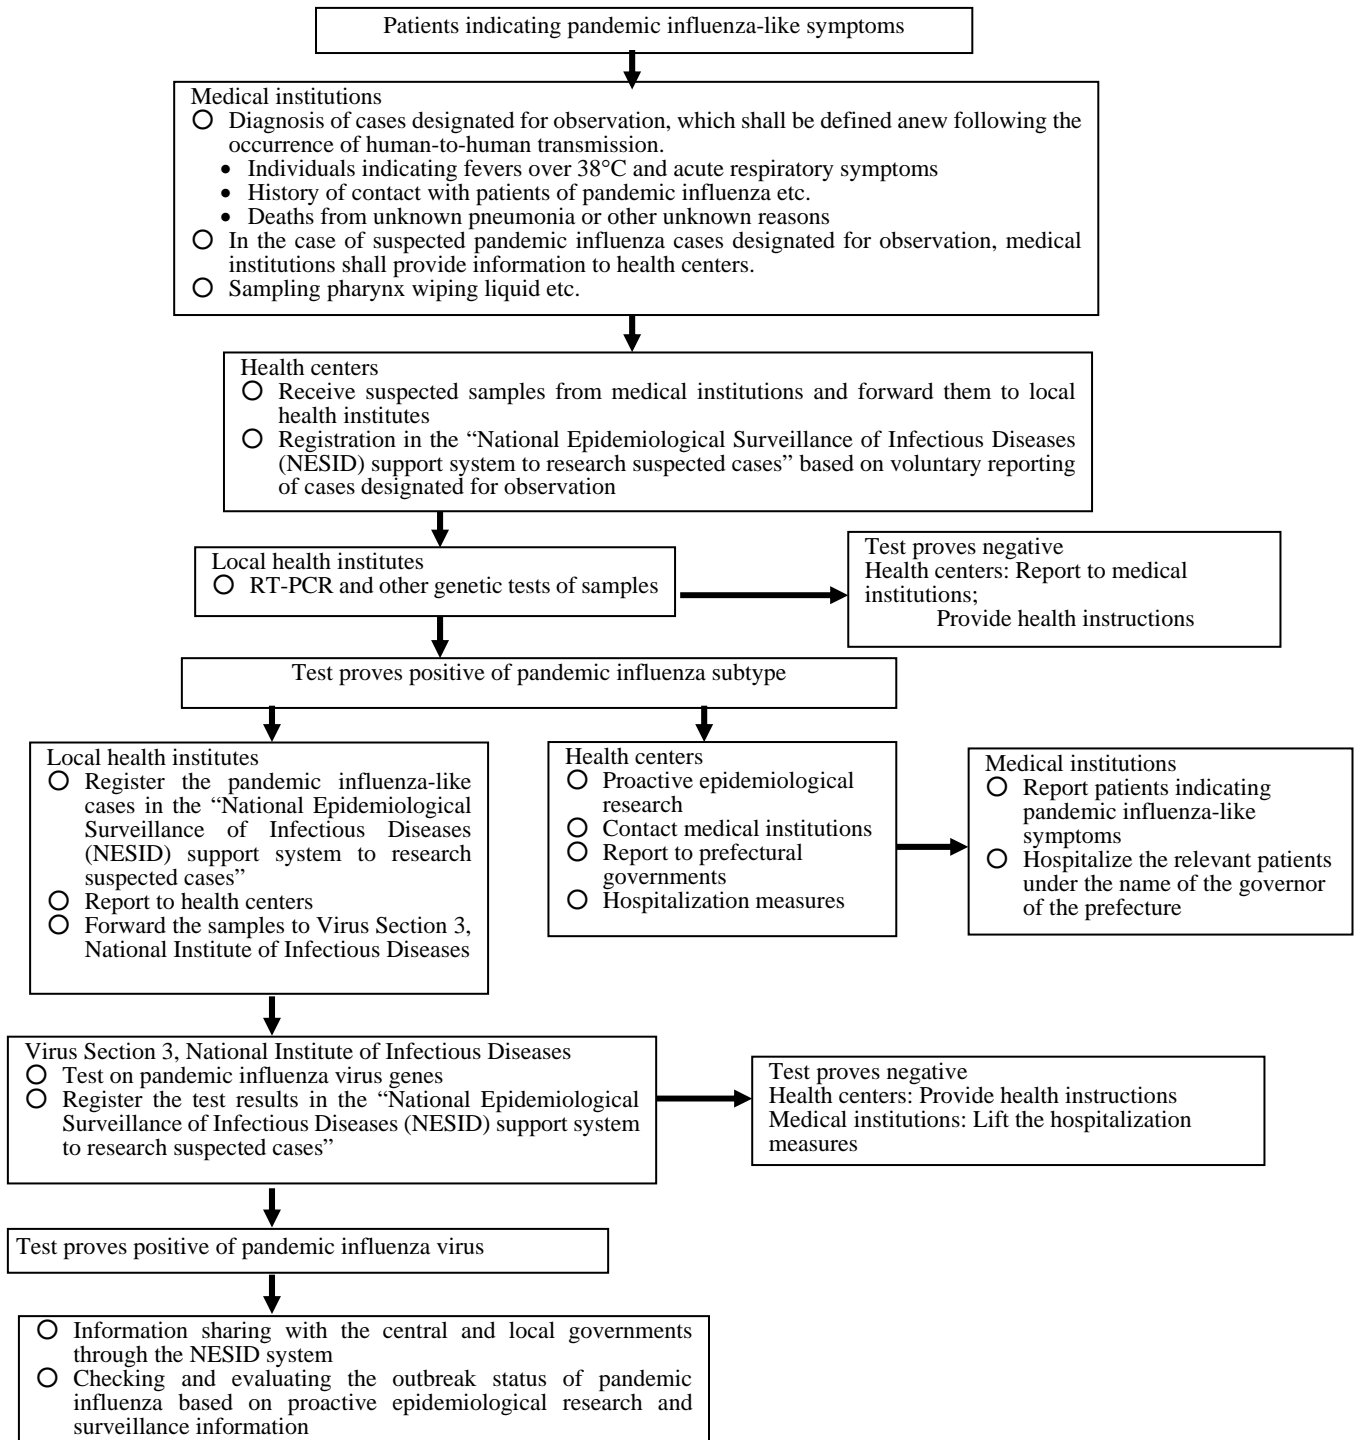 Patients indicating pandemic influenza-like symptoms
Medical institutions
○ Diagnosis of cases designated for observation, which shall be defined anew following the
occurrence of human-to-human transmission.
• Individuals indicating fevers over 38°C and acute respiratory symptoms
• History of contact with patients of pandemic influenza etc.
• Deaths from unknown pneumonia or other unknown reasons
○ In the case of suspected pandemic influenza cases designated for observation, medical
institutions shall provide information to health centers.
○ Sampling pharynx wiping liquid etc.
Health centers
○ Receive suspected samples from medical institutions and forward them to local
health institutes
○ Registration in the “National Epidemiological Surveillance of Infectious Diseases
(NESID) support system to research suspected cases” based on voluntary reporting
of cases designated for observation
Local health institutes
○ RT-PCR and other genetic tests of samples
Test proves negative
Health centers: Report to medical
institutions;
Provide health instructions
Test proves positive of pandemic influenza subtype
Local health institutes
○ Register the pandemic influenza-like
cases in the “National Epidemiological
Surveillance of Infectious Diseases
(NESID) support system to research
suspected cases”
○ Report to health centers
○ Forward the samples to Virus Section 3,
National Institute of Infectious Diseases
Health centers
○ Proactive epidemiological
research
○ Contact medical institutions
○ Report to prefectural
governments
○ Hospitalization measures
Medical institutions
○ Report patients indicating
pandemic influenza-like
symptoms
○ Hospitalize the relevant patients
under the name of the governor
of the prefecture
Virus Section 3, National Institute of Infectious Diseases
○ Test on pandemic influenza virus genes
○ Register the test results in the “National Epidemiological
Surveillance of Infectious Diseases (NESID) support system
to research suspected cases”
Test proves negative
Health centers: Provide health instructions
Medical institutions: Lift the hospitalization
measures
Test proves positive of pandemic influenza virus
○ Information sharing with the central and local governments
through the NESID system
○ Checking and evaluating the outbreak status of pandemic
influenza based on proactive epidemiological research and
surveillance information